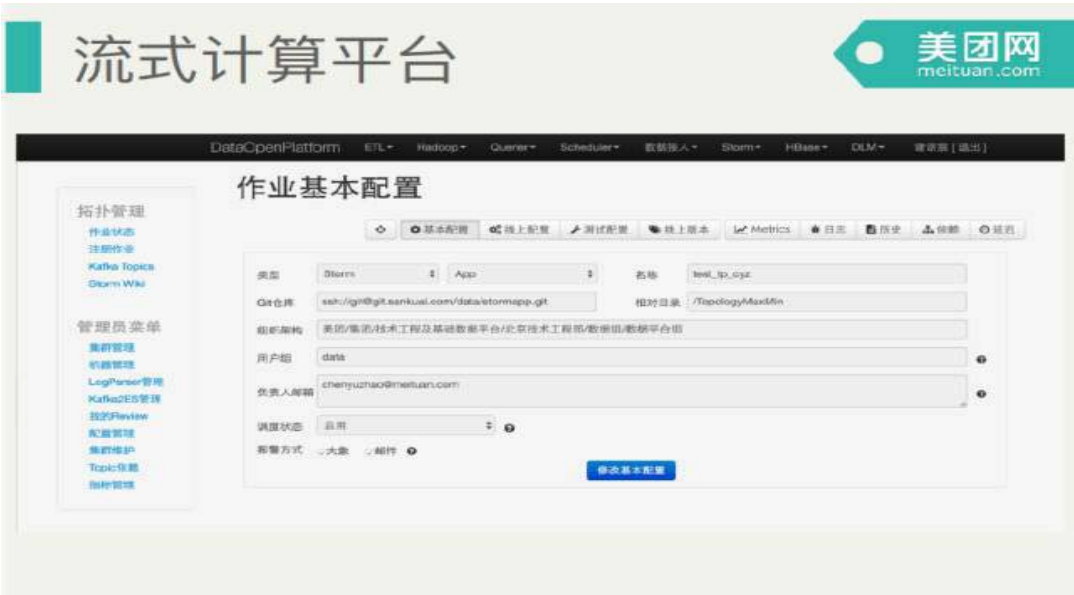 流式计算平台
美团网
meituan.com
DataOpenPlatform ETL Hadoop Querer Scheduler 数据接入 Storm HBase DLM [退出]
作业基本配置
拓扑管理
作业状态
注册作业
Kafka Topics
Storm Wiki
管理员菜单
集群管理
机器管理
LogParser管理
Kafka2ES管理
我的Review
配置管理
集群维护
Topic依赖
指标管理
基本配置 线上配置 测试配置 线上版本 Metrics 日志 历史 依赖 延迟
类型 Storm App 名称 test_tp_cyz
Git仓库 ssh://git@git.sankuai.com/data/stormapp.git 相对目录 /TopologyMaxMin
组织架构 美团/集团/技术工程及基础数据平台/北京技术工程部/数据组/数据平台组
用户组 data
负责人邮箱 chenyuzhao@meituan.com
调度状态 启用
报警方式 大象 邮件
修改基本配置